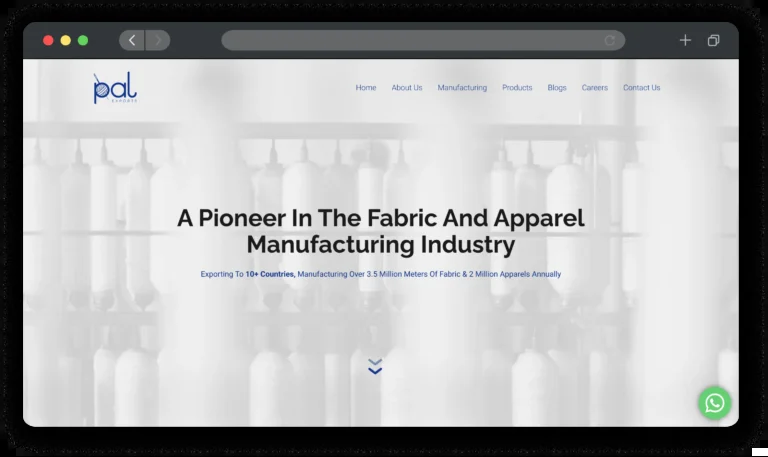 pal
EXPORTS
Home About Us Manufacturing Products Blogs Careers Contact Us
A Pioneer In The Fabric And Apparel
Manufacturing Industry
Exporting To 10+ Countries, Manufacturing Over 3.5 Million Meters Of Fabric & 2 Million Apparels Annually